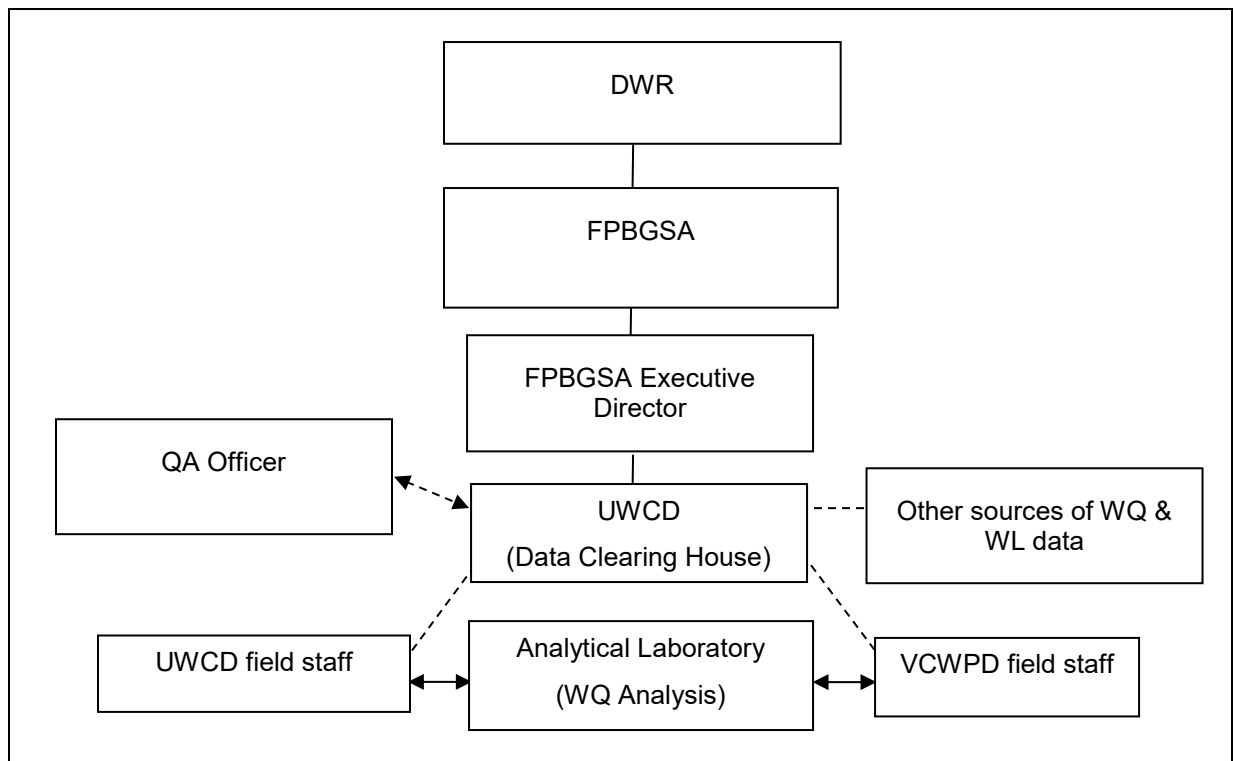 DWR
FPBGSA
FPBGSA Executive
Director
QA Officer
UWCD
(Data Clearing House)
Other sources of WQ &
WL data
UWCD field staff
Analytical Laboratory
(WQ Analysis)
VCWPD field staff